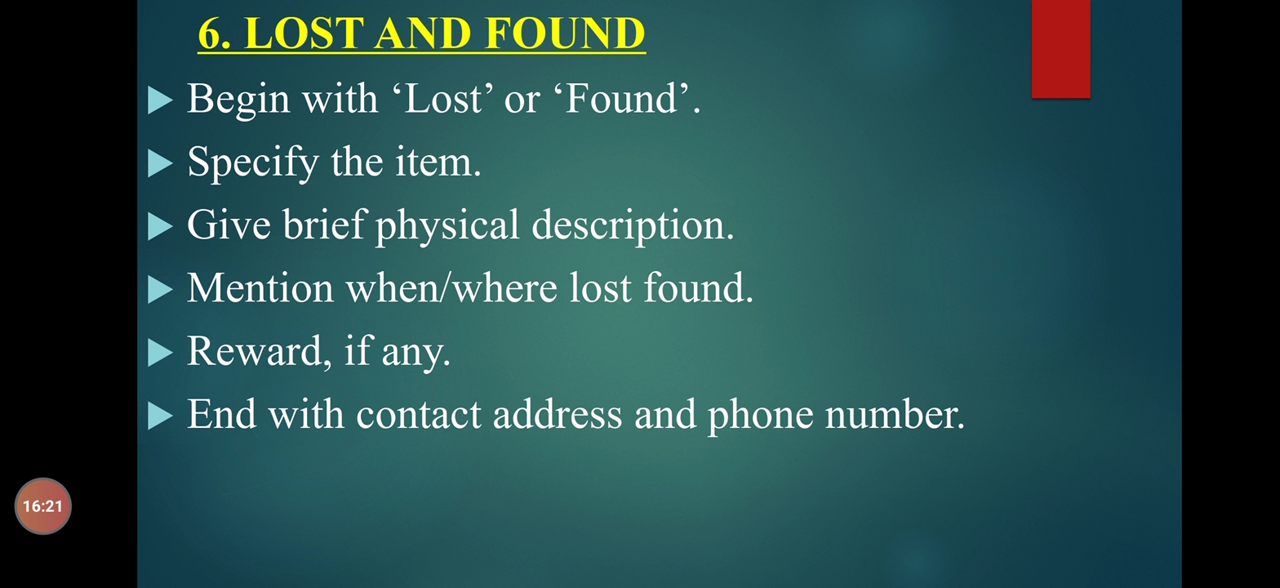 6. LOST AND FOUND
Begin with ‘Lost’ or ‘Found’.
Specify the item.
Give brief physical description.
Mention when/where lost found.
Reward, if any.
End with contact address and phone number.
16:21